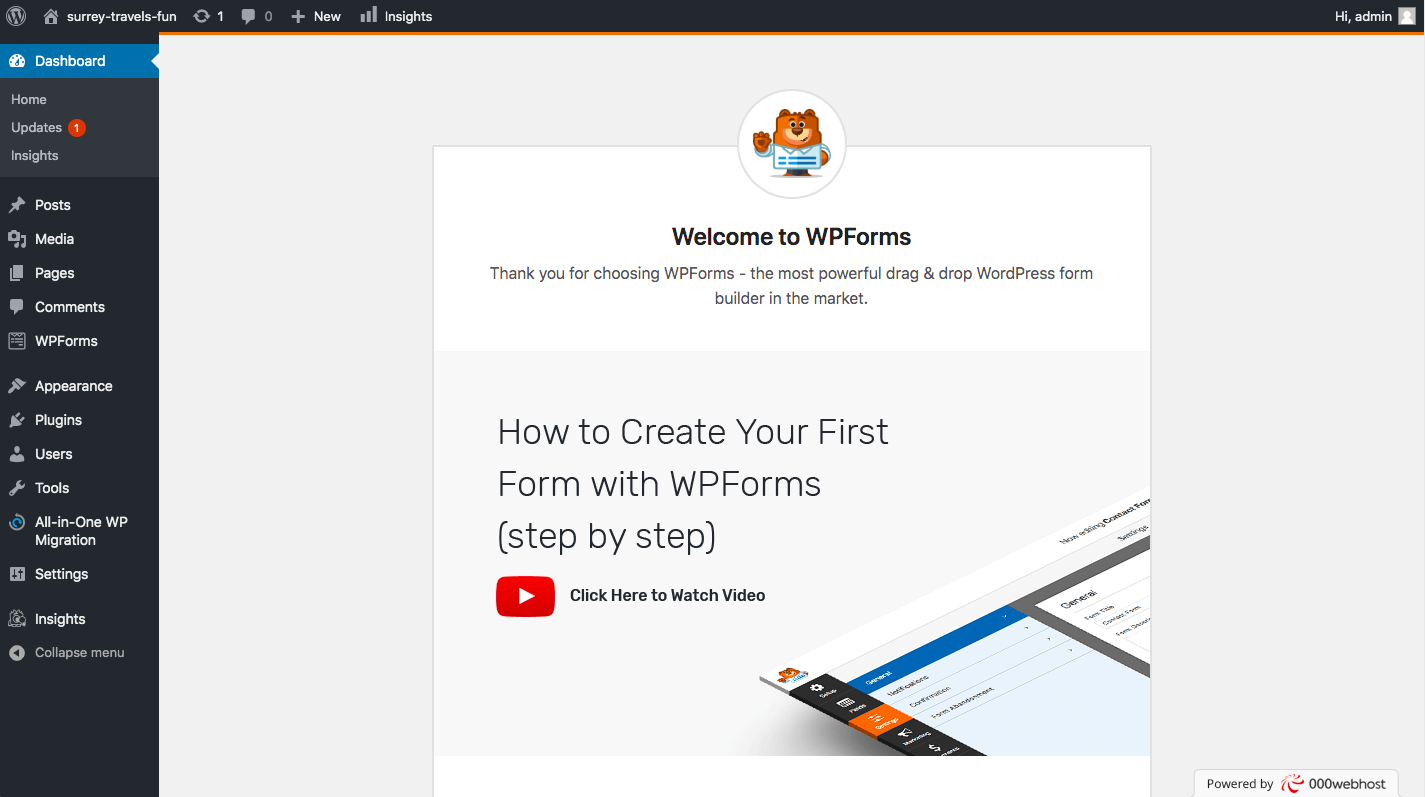 surrey-travels-fun
1
0
New
Insights
Hi, admin
Dashboard
Home
Updates 1
Insights
Posts
Media
Pages
Comments
WPForms
Appearance
Plugins
Users
Tools
All-in-One WP
Migration
Settings
Insights
Collapse menu
Welcome to WPForms
Thank you for choosing WPForms - the most powerful drag & drop WordPress form
builder in the market.
How to Create Your First
Form with WPForms
(step by step)
Click Here to Watch Video
Now editing Contact Form
Settings
General
Form Title
Contact Form
General
Notifications
Confirmation
Form Abandonment
Setup
Fields
Settings
Marketing
Powered by 000webhost